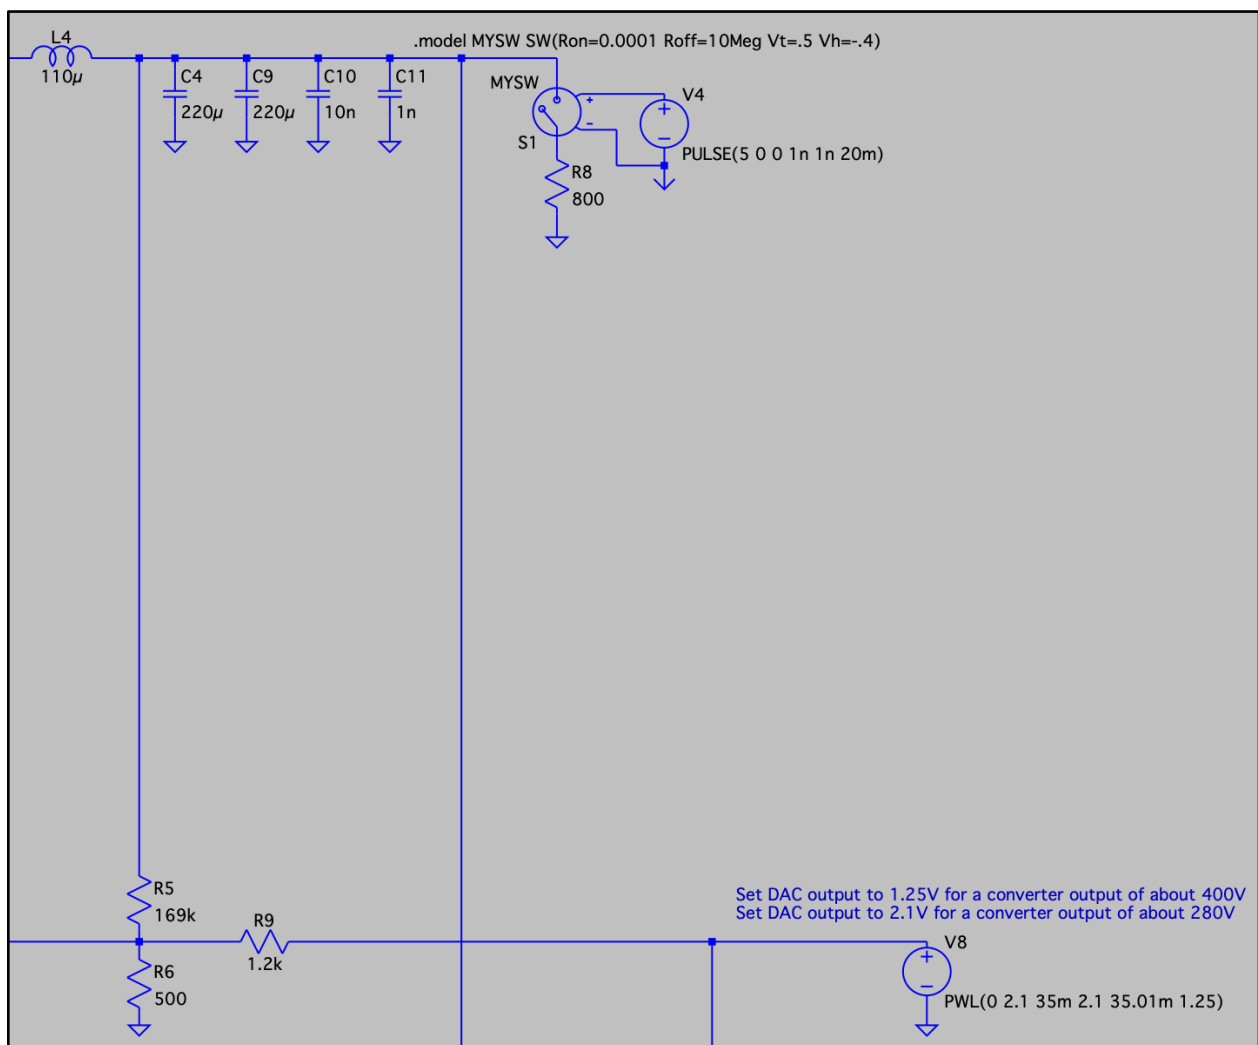 L4
110µ
.model MYSW SW(Ron=0.0001 Roff=10Meg Vt=.5 Vh=-.4)
C4
220µ
C9
220µ
C10
10n
C11
1n
MYSW
S1
+
-
V4
+
-
PULSE(5 0 0 1n 1n 20m)
R8
800
R5
169k
R9
1.2k
R6
500
Set DAC output to 1.25V for a converter output of about 400V
Set DAC output to 2.1V for a converter output of about 280V
V8
+
-
PWL(0 2.1 35m 2.1 35.01m 1.25)